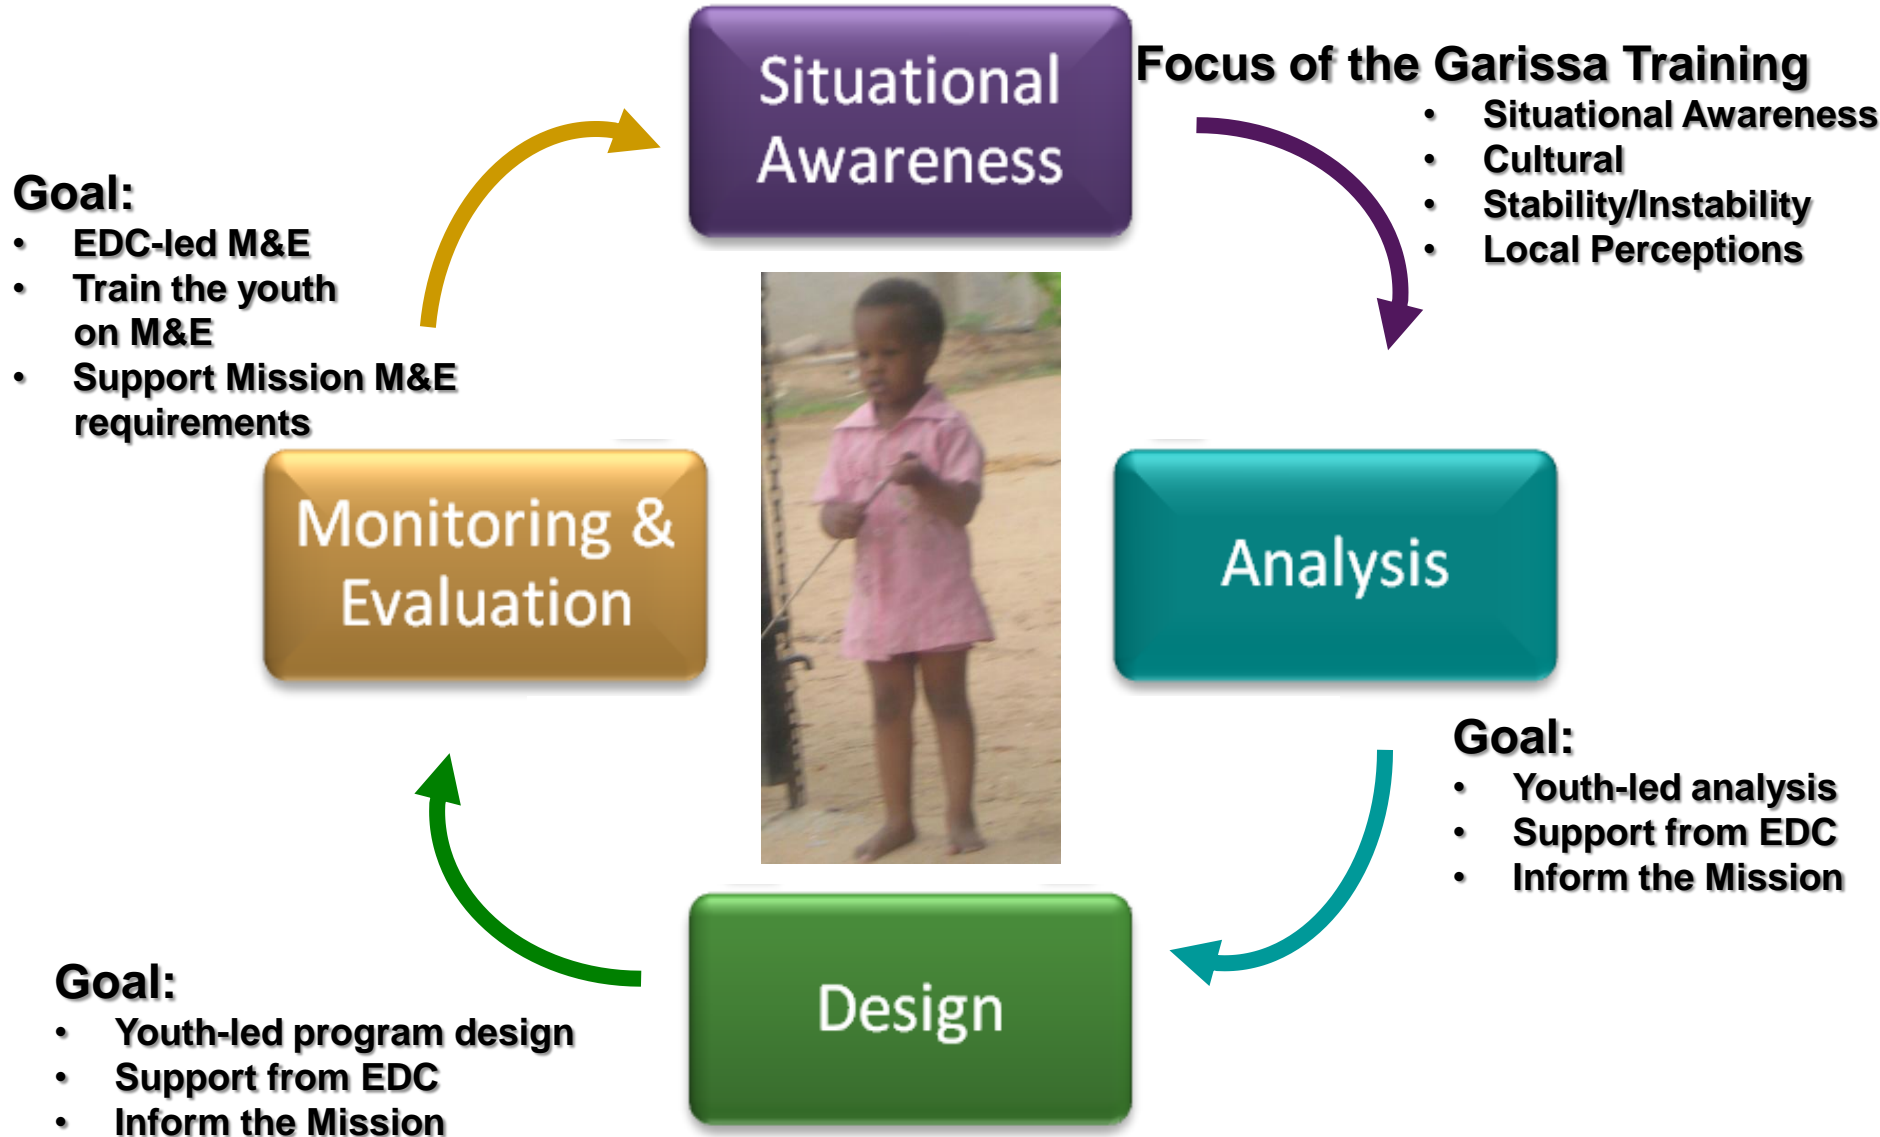 Situational
Awareness
Focus of the Garissa Training
• Situational Awareness
• Cultural
• Stability/Instability
• Local Perceptions
Goal:
• EDC-led M&E
• Train the youth
on M&E
• Support Mission M&E
requirements
Monitoring &
Evaluation
Analysis
Goal:
• Youth-led analysis
• Support from EDC
• Inform the Mission
Design
Goal:
• Youth-led program design
• Support from EDC
• Inform the Mission